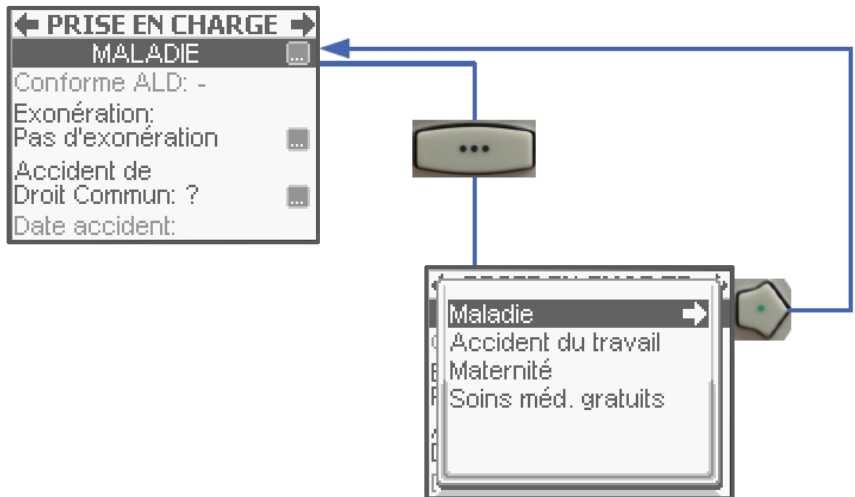 PRISE EN CHARGE
MALADIE ...
Conforme ALD: -
Exonération:
Pas d'exonération ...
Accident de
Droit Commun: ? ...
Date accident:
Maladie
Accident du travail
Maternité
Soins méd. gratuits